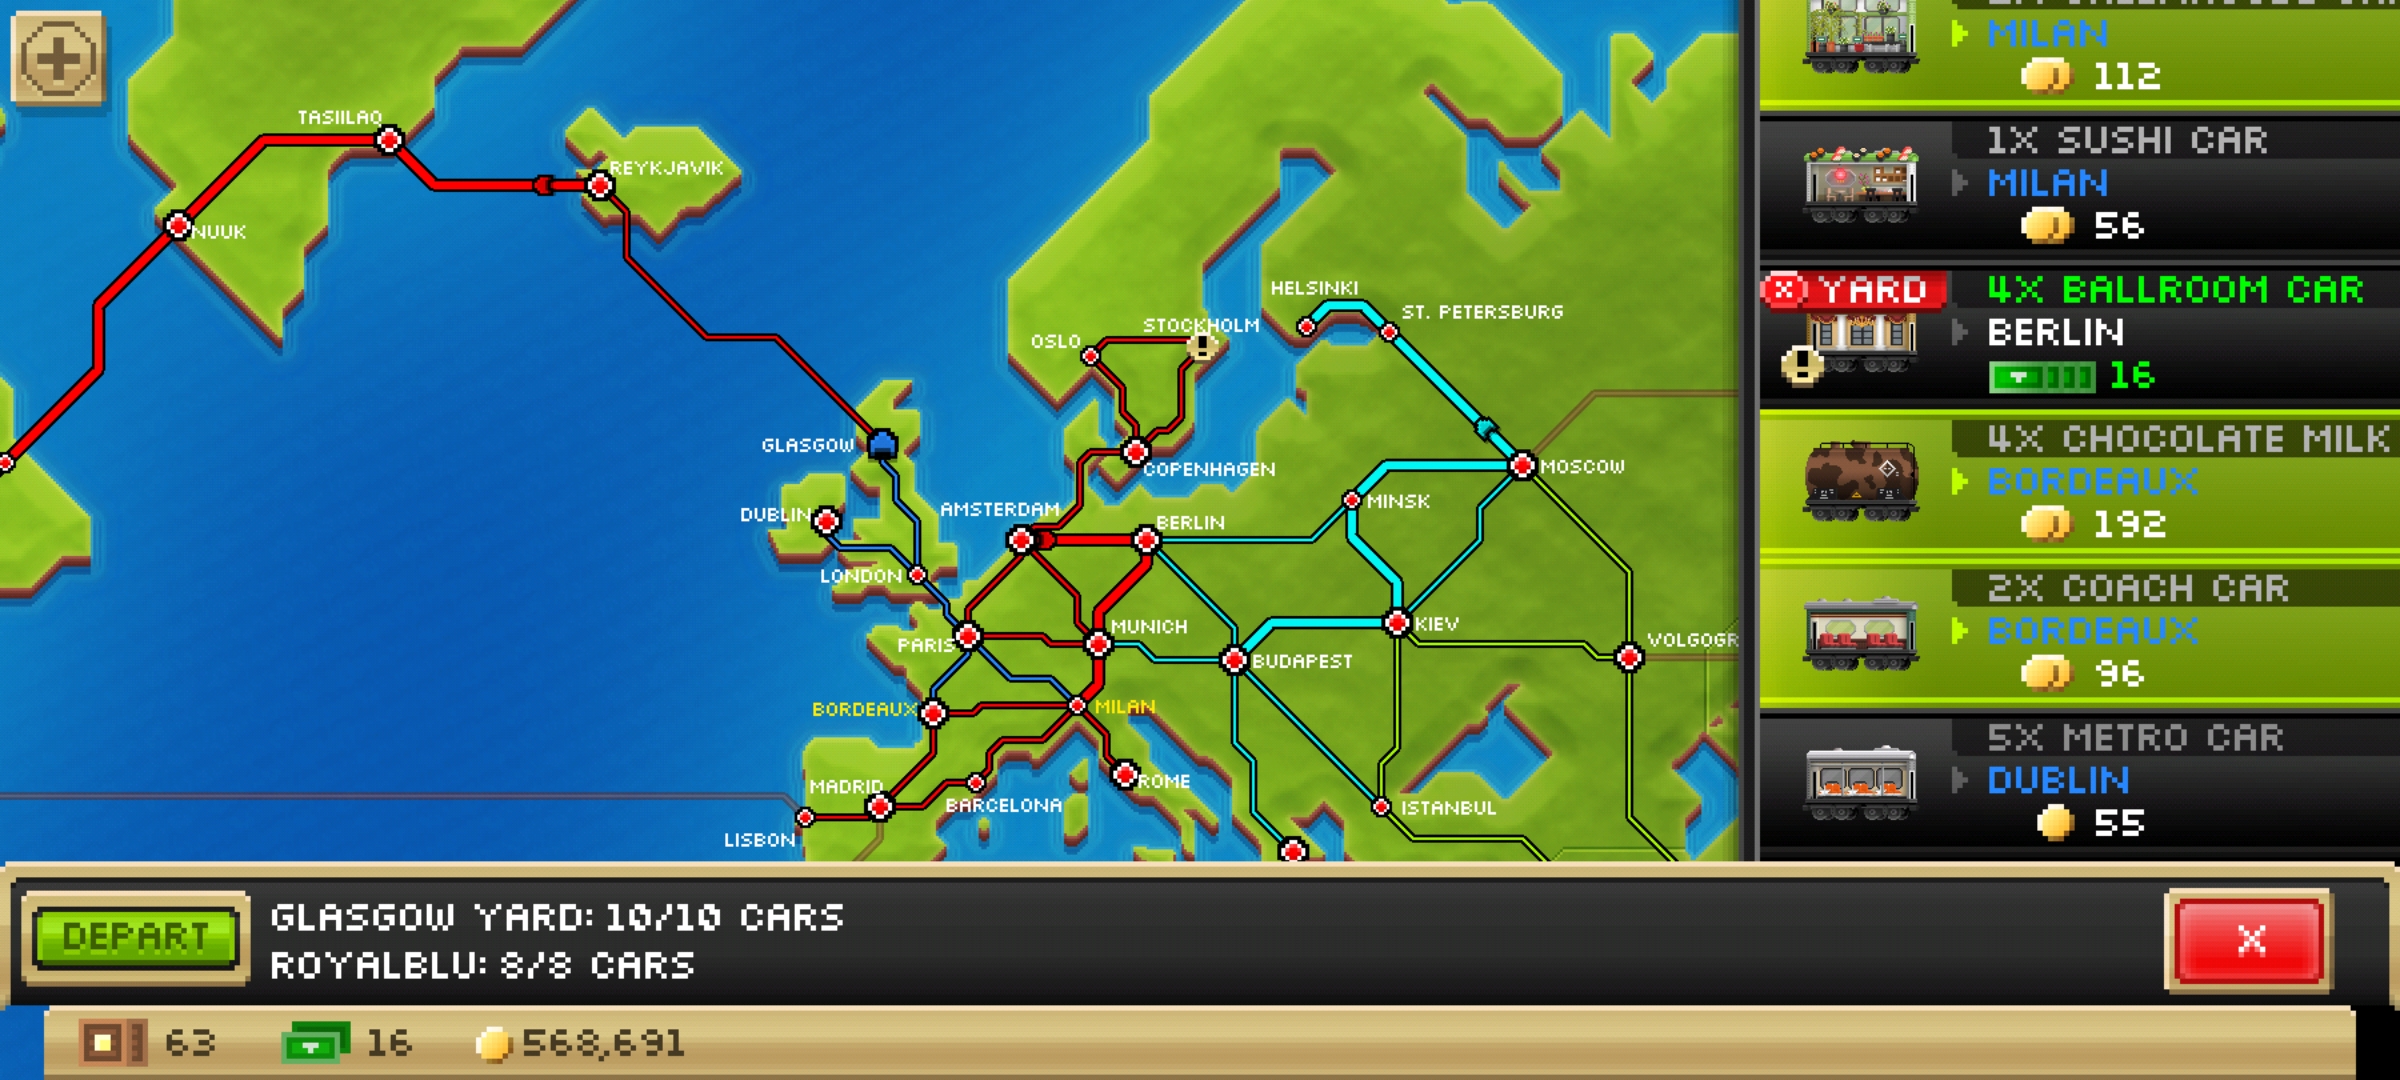 TASIILAQ
REYKJAVIK
NUUK
HELSINKI
ST. PETERSBURG
STOCKHOLM
OSLO
GLASGOW
COPENHAGEN
MOSCOW
MINSK
DUBLIN
AMSTERDAM
BERLIN
LONDON
PARIS
MUNICH
KIEV
BUDAPEST
VOLGOGR
BORDEAUX
MILAN
MADRID
BARCELONA
ROME
ISTANBUL
LISBON
MILAN
112
1X SUSHI CAR
MILAN
56
YARD
4X BALLROOM CAR
BERLIN
16
4X CHOCOLATE MILK
BORDEAUX
192
2X COACH CAR
BORDEAUX
96
5X METRO CAR
DUBLIN
55
DEPART
GLASGOW YARD: 10/10 CARS
ROYALBLU: 8/8 CARS
X
63
16
568,691